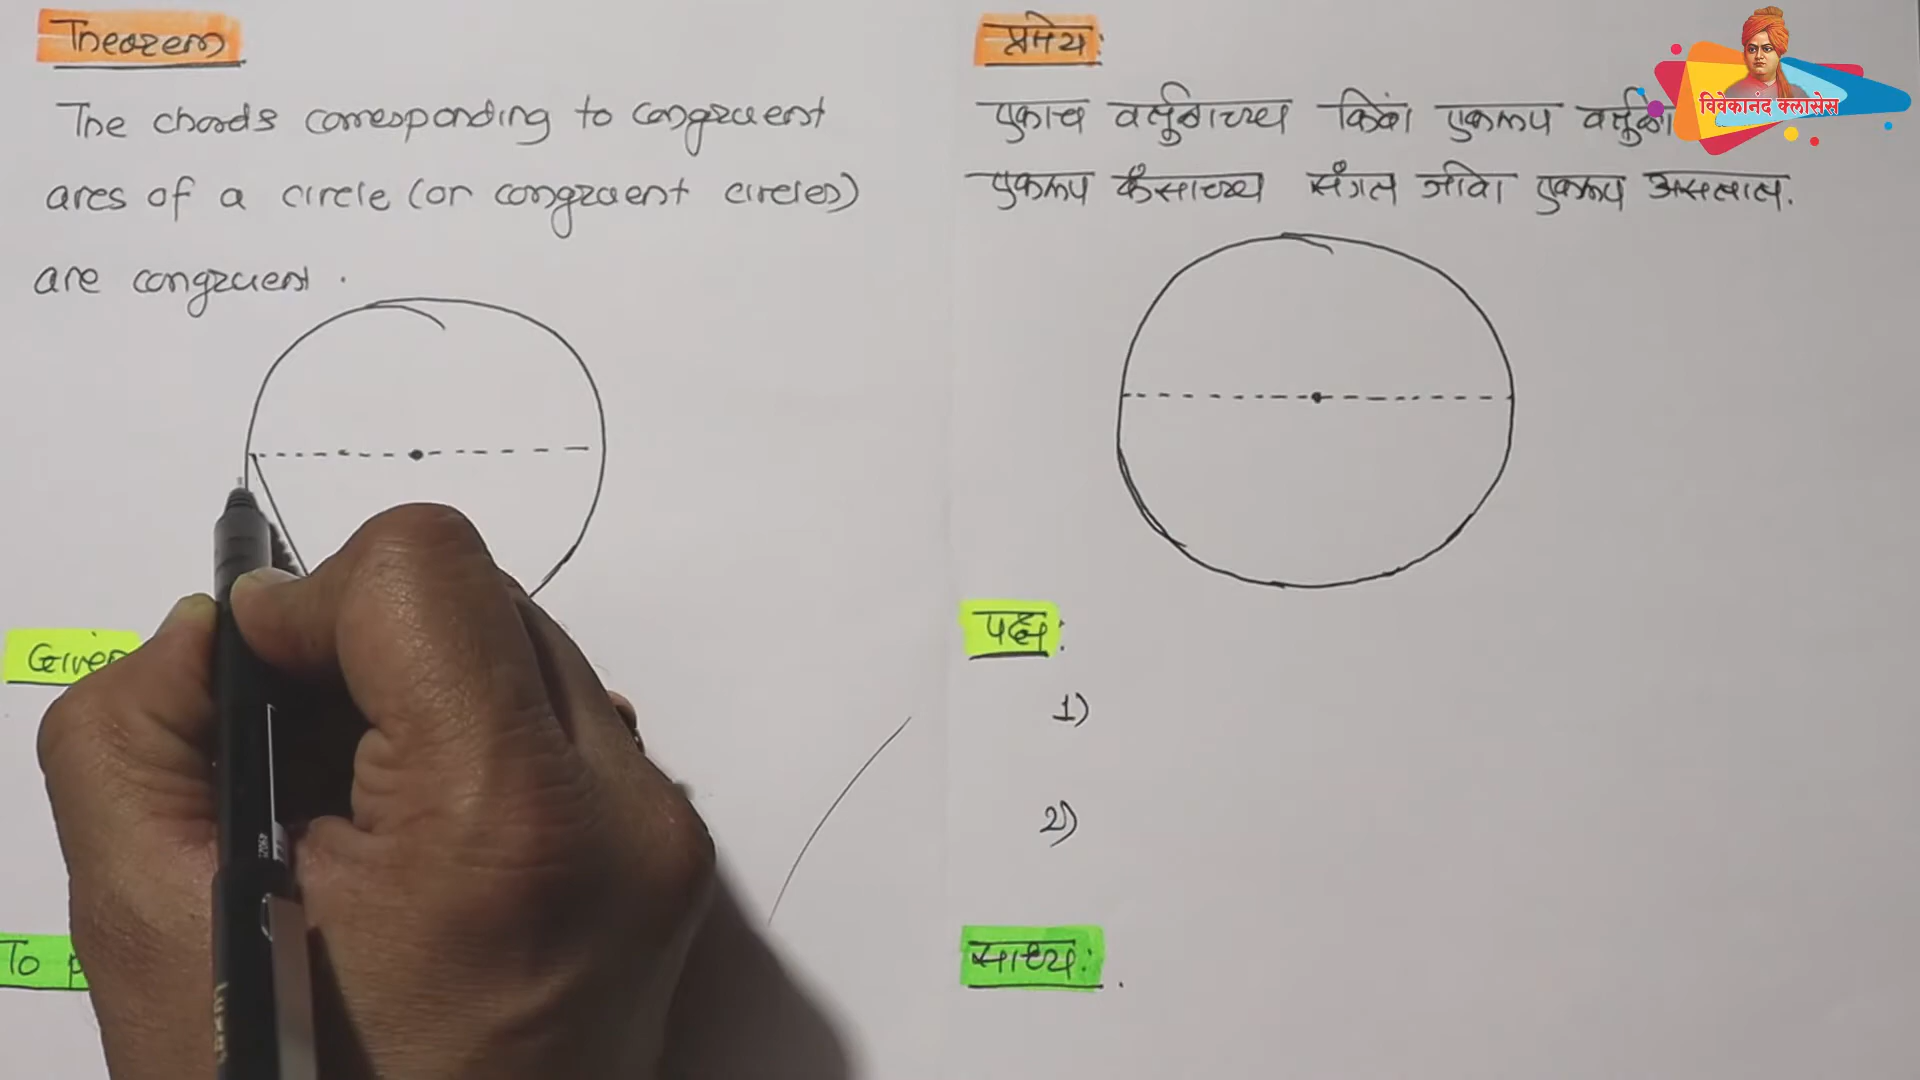 Theorem
The chords corresponding to congruent
arcs of a circle (or congruent circles)
are congruent.
Given
To p
प्रमेय:
एकाच वर्तुळाच्या किंवा एकरूप वर्तुळां
एकरूप कंसाच्या संगत जीवा एकरूप असतात.
पक्ष:
1)
2)
साध्य:
विवेकानंद क्लासेस